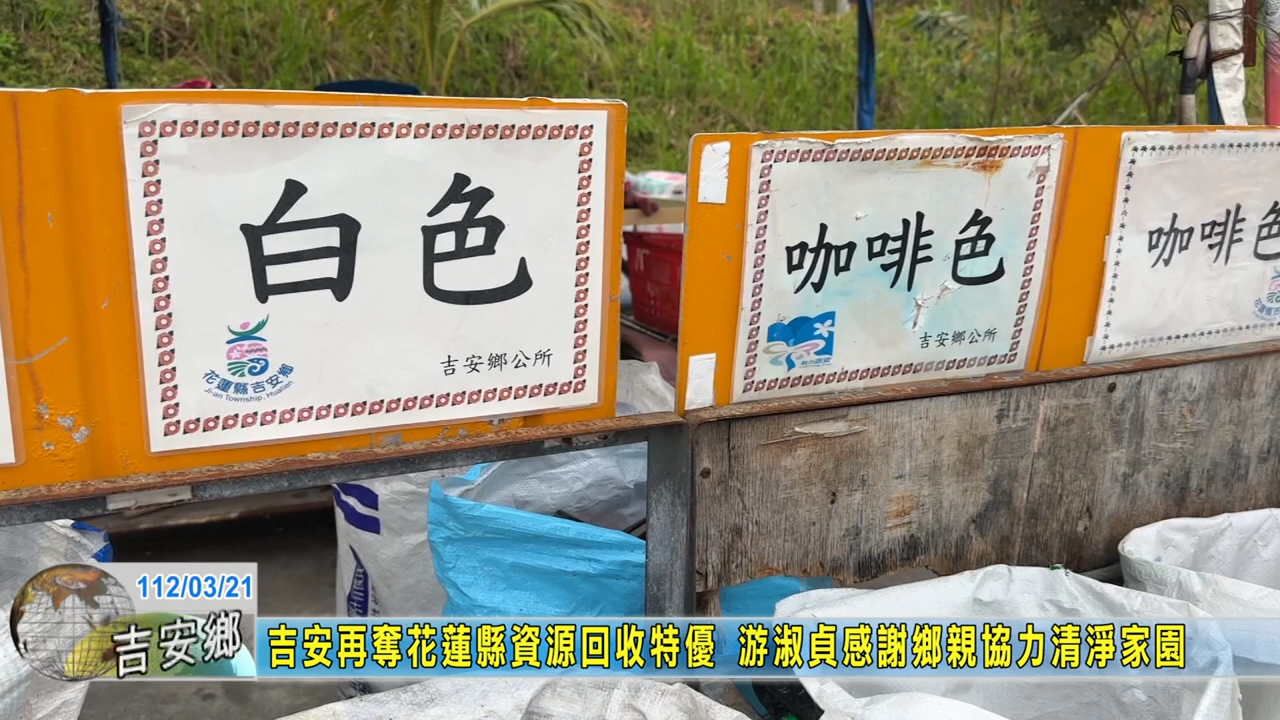 白色
花蓮縣吉安鄉
Ji-an Township, Hualien
吉安鄉公所
咖啡色
吉安鄉公所
咖啡色
112/03/21
吉安鄉
吉安再奪花蓮縣資源回收特優 游淑貞感謝鄉親協力清淨家園